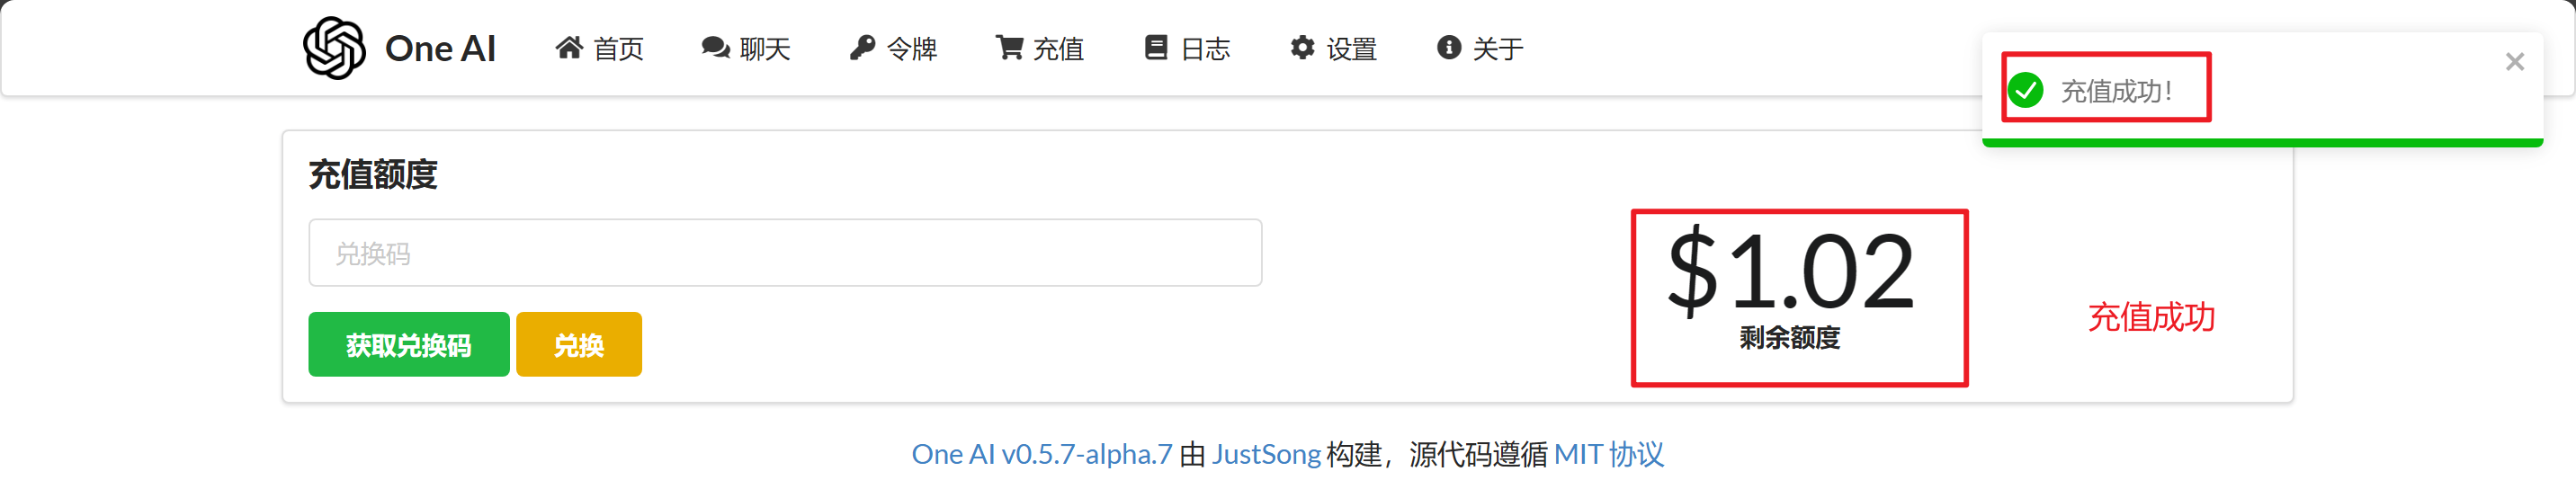 One AI 首页 聊天 令牌 充值 日志 设置 关于
充值成功!
充值额度
兑换码
获取兑换码 兑换
$1.02
剩余额度
充值成功
One AI v0.5.7-alpha.7 由 JustSong 构建，源代码遵循 MIT 协议